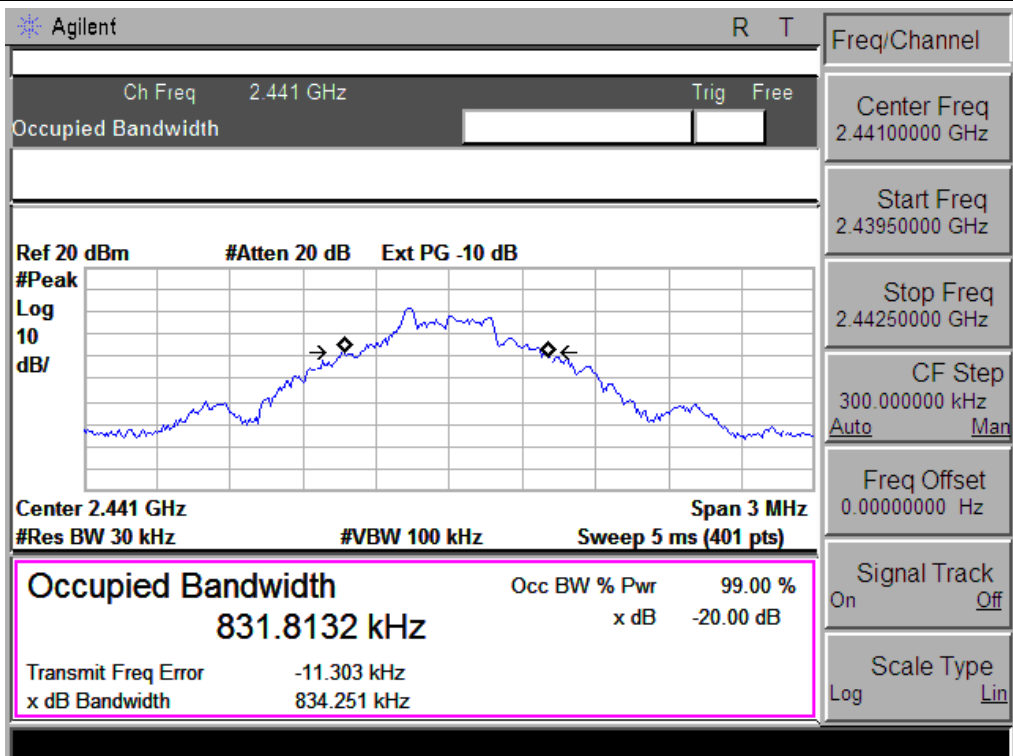 Agilent
R T
Ch Freq 2.441 GHz Trig Free
Occupied Bandwidth
Ref 20 dBm #Atten 20 dB Ext PG -10 dB
#Peak
Log
10
dB/
Center 2.441 GHz Span 3 MHz
#Res BW 30 kHz #VBW 100 kHz Sweep 5 ms (401 pts)
Occupied Bandwidth Occ BW % Pwr 99.00 %
831.8132 kHz x dB -20.00 dB
Transmit Freq Error -11.303 kHz
x dB Bandwidth 834.251 kHz
Freq/Channel
Center Freq
2.44100000 GHz
Start Freq
2.43950000 GHz
Stop Freq
2.44250000 GHz
CF Step
300.000000 kHz
Auto Man
Freq Offset
0.00000000 Hz
Signal Track
On Off
Scale Type
Log Lin